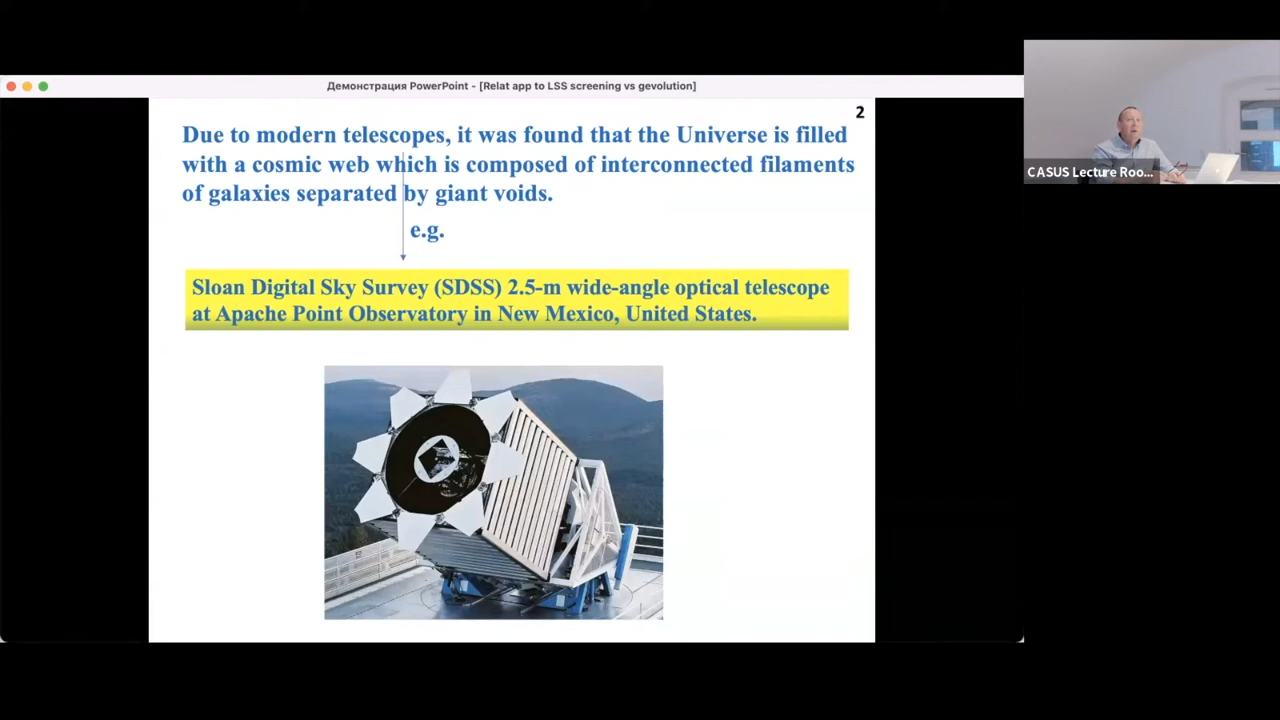 Демонстрация PowerPoint - [Relat app to LSS screening vs gevolution]
2
Due to modern telescopes, it was found that the Universe is filled
with a cosmic web which is composed of interconnected filaments
of galaxies separated by giant voids.
e.g.
Sloan Digital Sky Survey (SDSS) 2.5-m wide-angle optical telescope
at Apache Point Observatory in New Mexico, United States.
CASUS Lecture Roo...